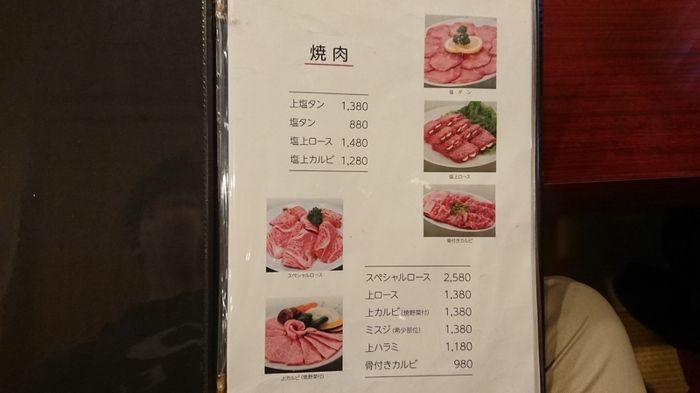 焼肉
塩タン
上塩タン 1,380
塩タン 880
塩上ロース 1,480
塩上カルビ 1,280
塩上ロース
骨付きカルビ
スペシャルロース
スペシャルロース 2,580
上ロース 1,380
上カルビ(焼野菜付) 1,380
ミスジ(希少部位) 1,380
上ハラミ 1,180
骨付きカルビ 980
上カルビ(焼野菜付)